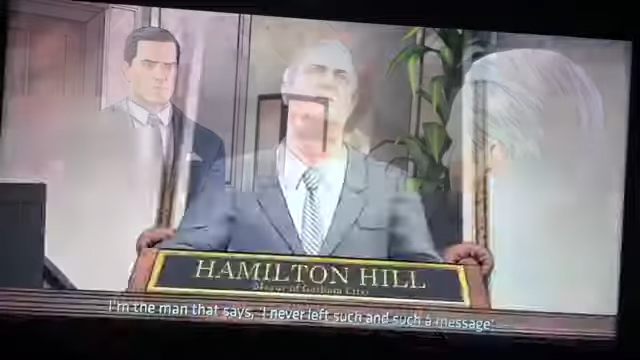 HAMILTON HILL
Mayor of Gotham City
I'm the man that says, 'I never left such and such a message'